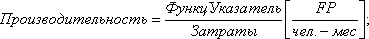 Производительность = ФункцУказатель / Затраты [ FP / чел. − мес ];